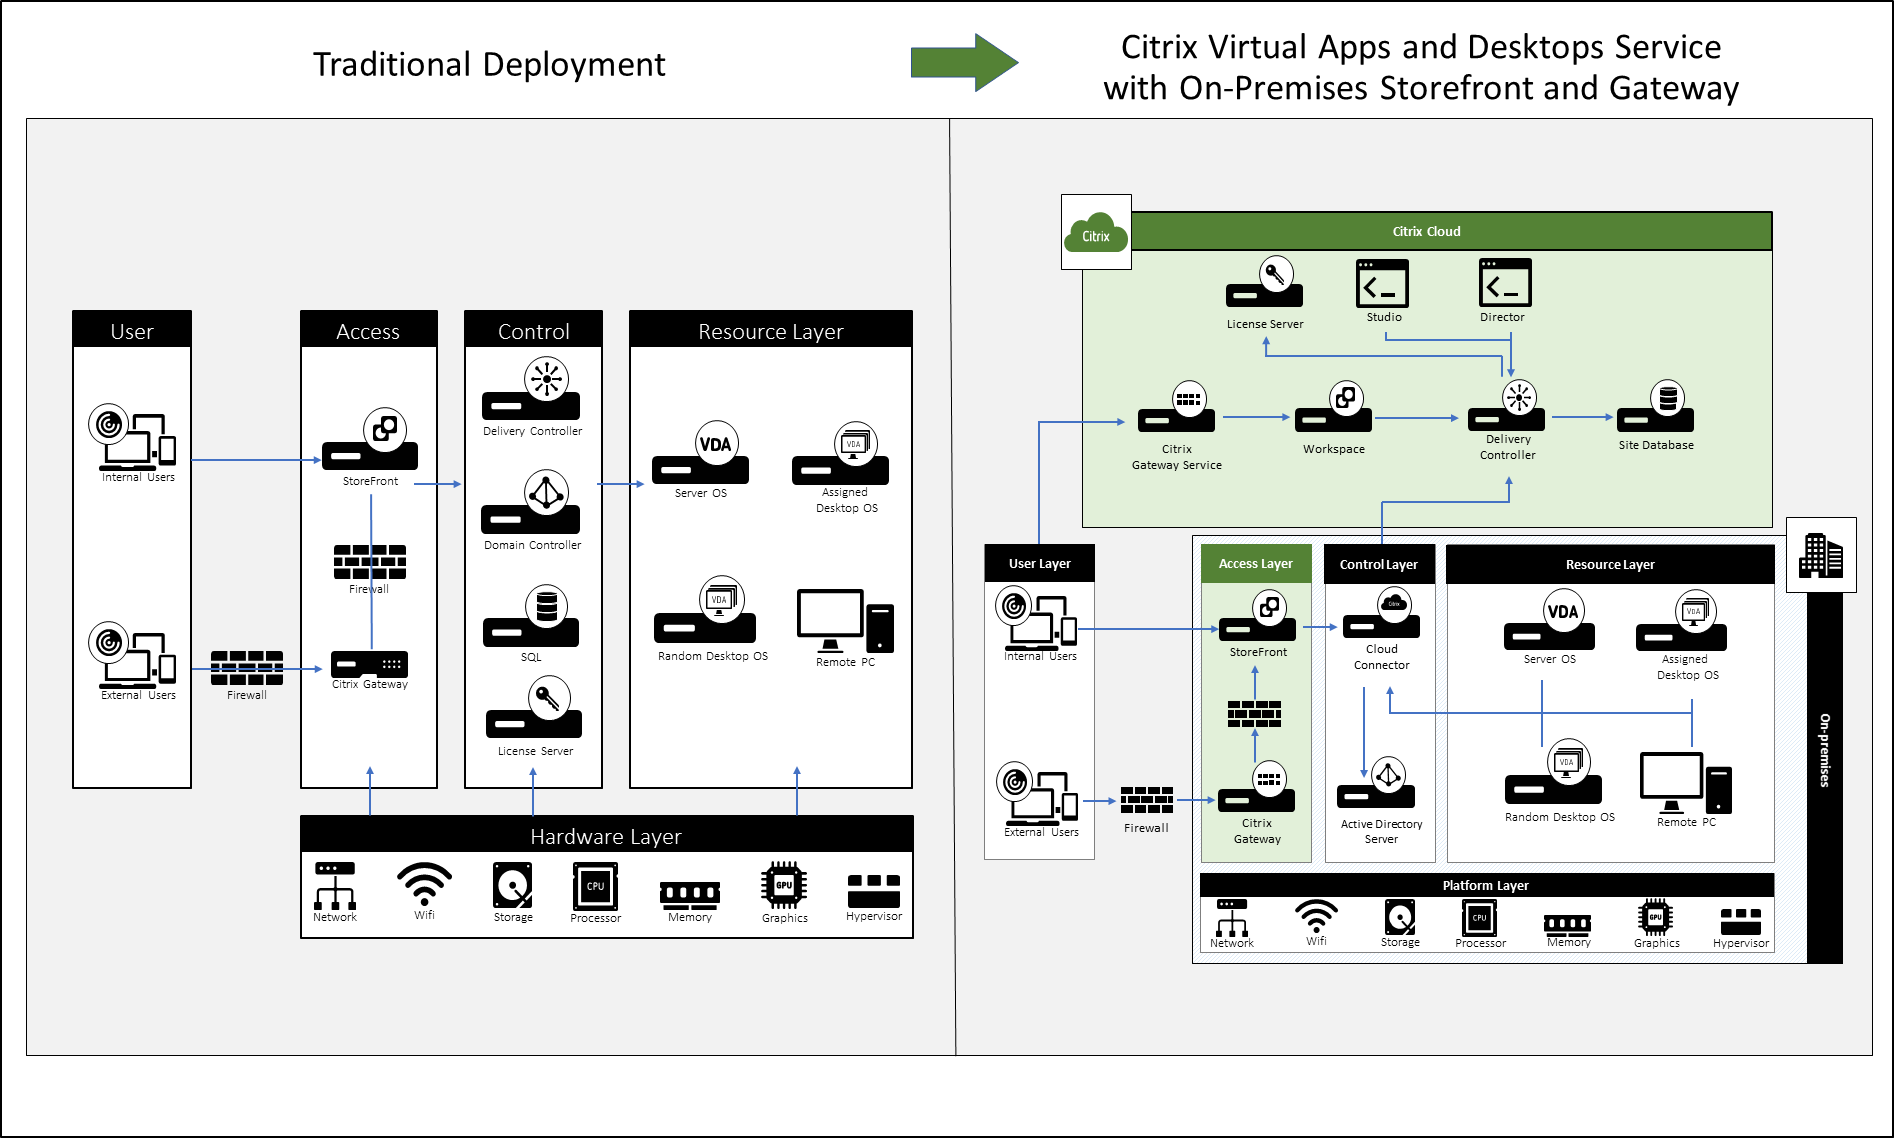 Traditional Deployment
Citrix Virtual Apps and Desktops Service
with On-Premises Storefront and Gateway
User
Internal Users
External Users
Firewall
Access
StoreFront
Firewall
Citrix Gateway
Control
Delivery Controller
Domain Controller
SQL
License Server
Resource Layer
VDA
Server OS
VDA
Assigned
Desktop OS
VDA
Random Desktop OS
Remote PC
Hardware Layer
Network
Wifi
Storage
CPU
Processor
Memory
GPU
Graphics
Hypervisor
Citrix
Citrix Cloud
License Server
Studio
Director
Citrix
Gateway Service
Workspace
Delivery
Controller
Site Database
User Layer
Internal Users
External Users
Firewall
Access Layer
StoreFront
Citrix
Gateway
Control Layer
Citrix
Cloud
Connector
Active Directory
Server
Resource Layer
VDA
Server OS
VDA
Assigned
Desktop OS
VDA
Random Desktop OS
Remote PC
On-premises
Platform Layer
Network
Wifi
Storage
CPU
Processor
Memory
GPU
Graphics
Hypervisor